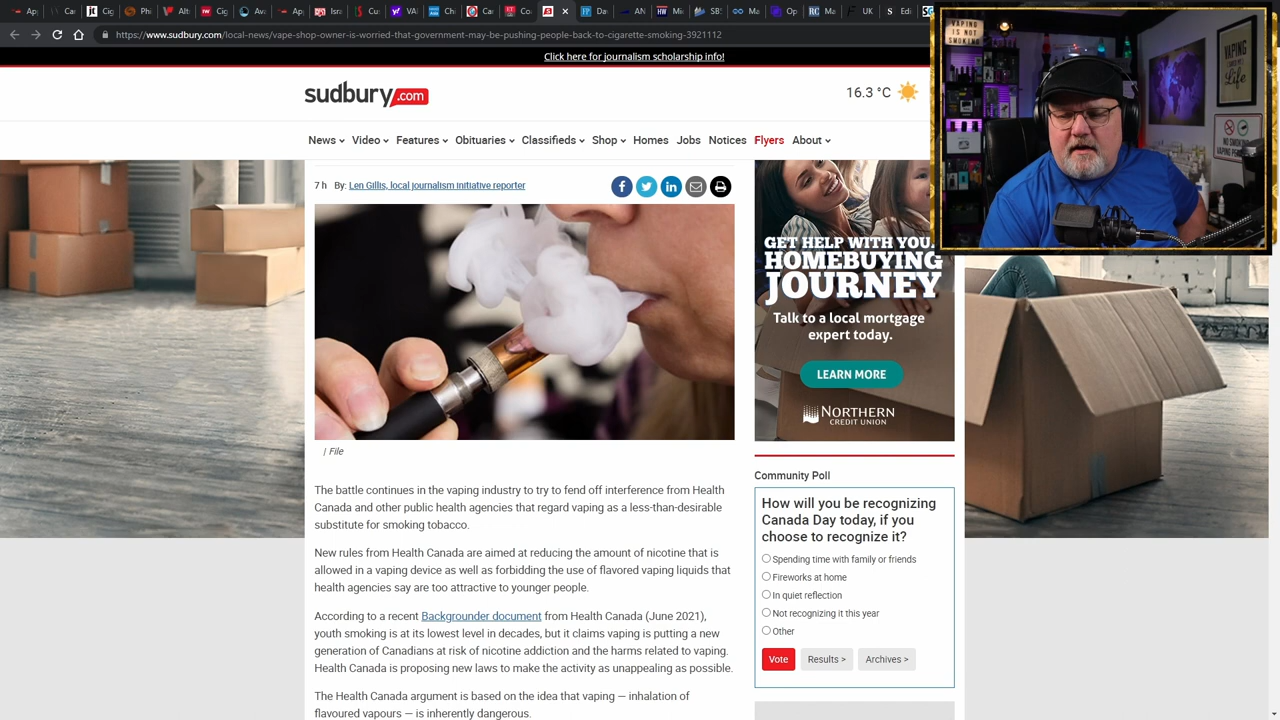 https://www.sudbury.com/local-news/vape-shop-owner-is-worried-that-government-may-be-pushing-people-back-to-cigarette-smoking-3921112
Click here for journalism scholarship info!
sudbury.com
16.3 °C
News Video Features Obituaries Classifieds Shop Homes Jobs Notices Flyers About
VAPING IS NOT SMOKING
VAPING
Life
NO SMOKING
7 h By: Len Gillis, local journalism initiative reporter
| File
The battle continues in the vaping industry to try to fend off interference from Health
Canada and other public health agencies that regard vaping as a less-than-desirable
substitute for smoking tobacco.
New rules from Health Canada are aimed at reducing the amount of nicotine that is
allowed in a vaping device as well as forbidding the use of flavored vaping liquids that
health agencies say are too attractive to younger people.
According to a recent Backgrounder document from Health Canada (June 2021),
youth smoking is at its lowest level in decades, but it claims vaping is putting a new
generation of Canadians at risk of nicotine addiction and the harms related to vaping.
Health Canada is proposing new laws to make the activity as unappealing as possible.
The Health Canada argument is based on the idea that vaping — inhalation of
flavoured vapours — is inherently dangerous.
GET HELP WITH YOU
HOMEBUYING
JOURNEY
Talk to a local mortgage
expert today.
LEARN MORE
NORTHERN
CREDIT UNION
Community Poll
How will you be recognizing
Canada Day today, if you
choose to recognize it?
Spending time with family or friends
Fireworks at home
In quiet reflection
Not recognizing it this year
Other
Vote Results > Archives >